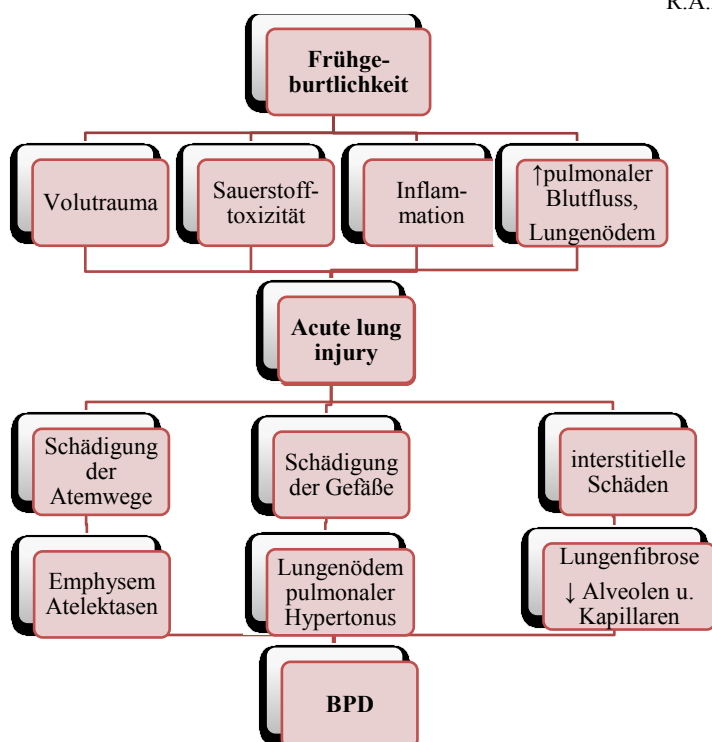 R.A.
Frühge-
burtlichkeit
Volutrauma
Sauerstoff-
toxizität
Inflam-
mation
↑pulmonaler
Blutfluss,
Lungenödem
Acute lung
injury
Schädigung
der
Atemwege
Schädigung
der Gefäße
interstitielle
Schäden
Emphysem
Atelektasen
Lungenödem
pulmonaler
Hypertonus
Lungenfibrose
↓ Alveolen u.
Kapillaren
BPD